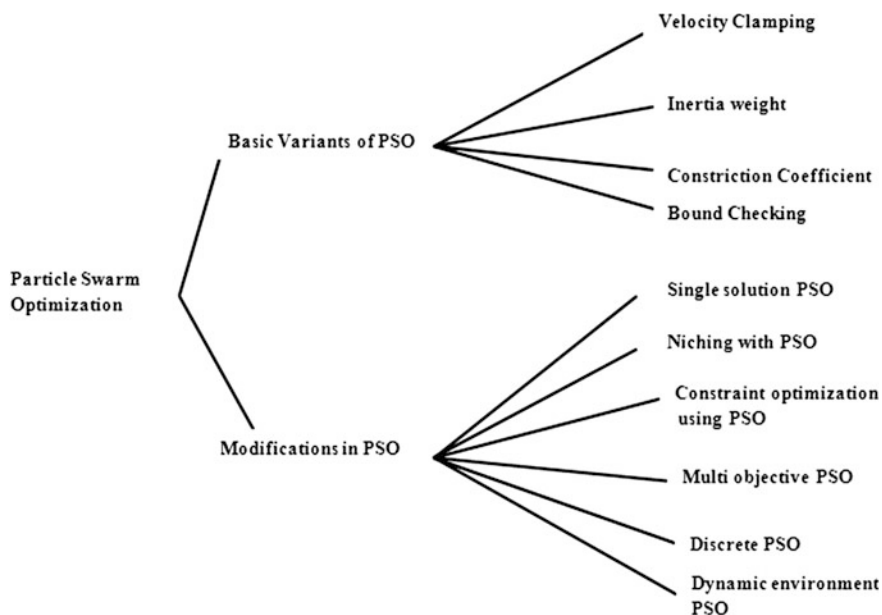 Velocity Clamping
Inertia weight
Basic Variants of PSO
Constriction Coefficient
Bound Checking
Particle Swarm
Optimization
Single solution PSO
Niching with PSO
Constraint optimization
using PSO
Modifications in PSO
Multi objective PSO
Discrete PSO
Dynamic environment
PSO